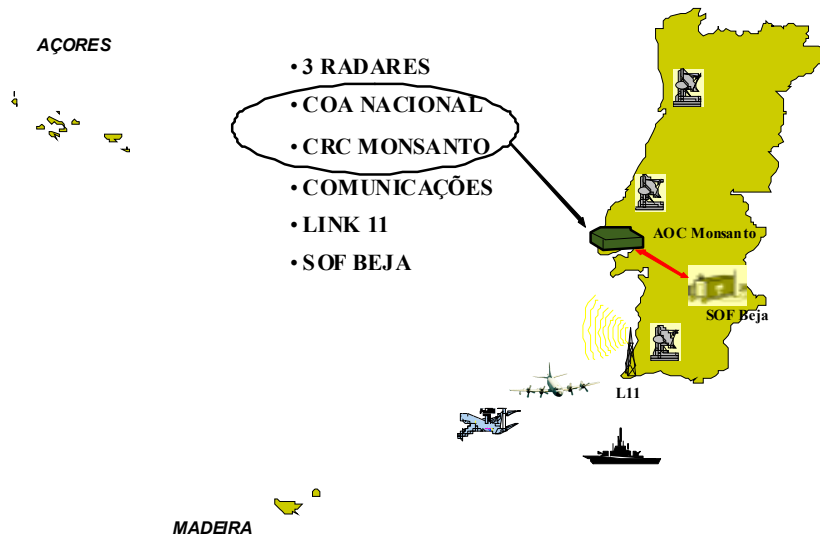 AÇORES
• 3 RADARES
• COA NACIONAL
• CRC MONSANTO
• COMUNICAÇÕES
• LINK 11
• SOF BEJA
AOC Monsanto
SOF Beja
L11
MADEIRA